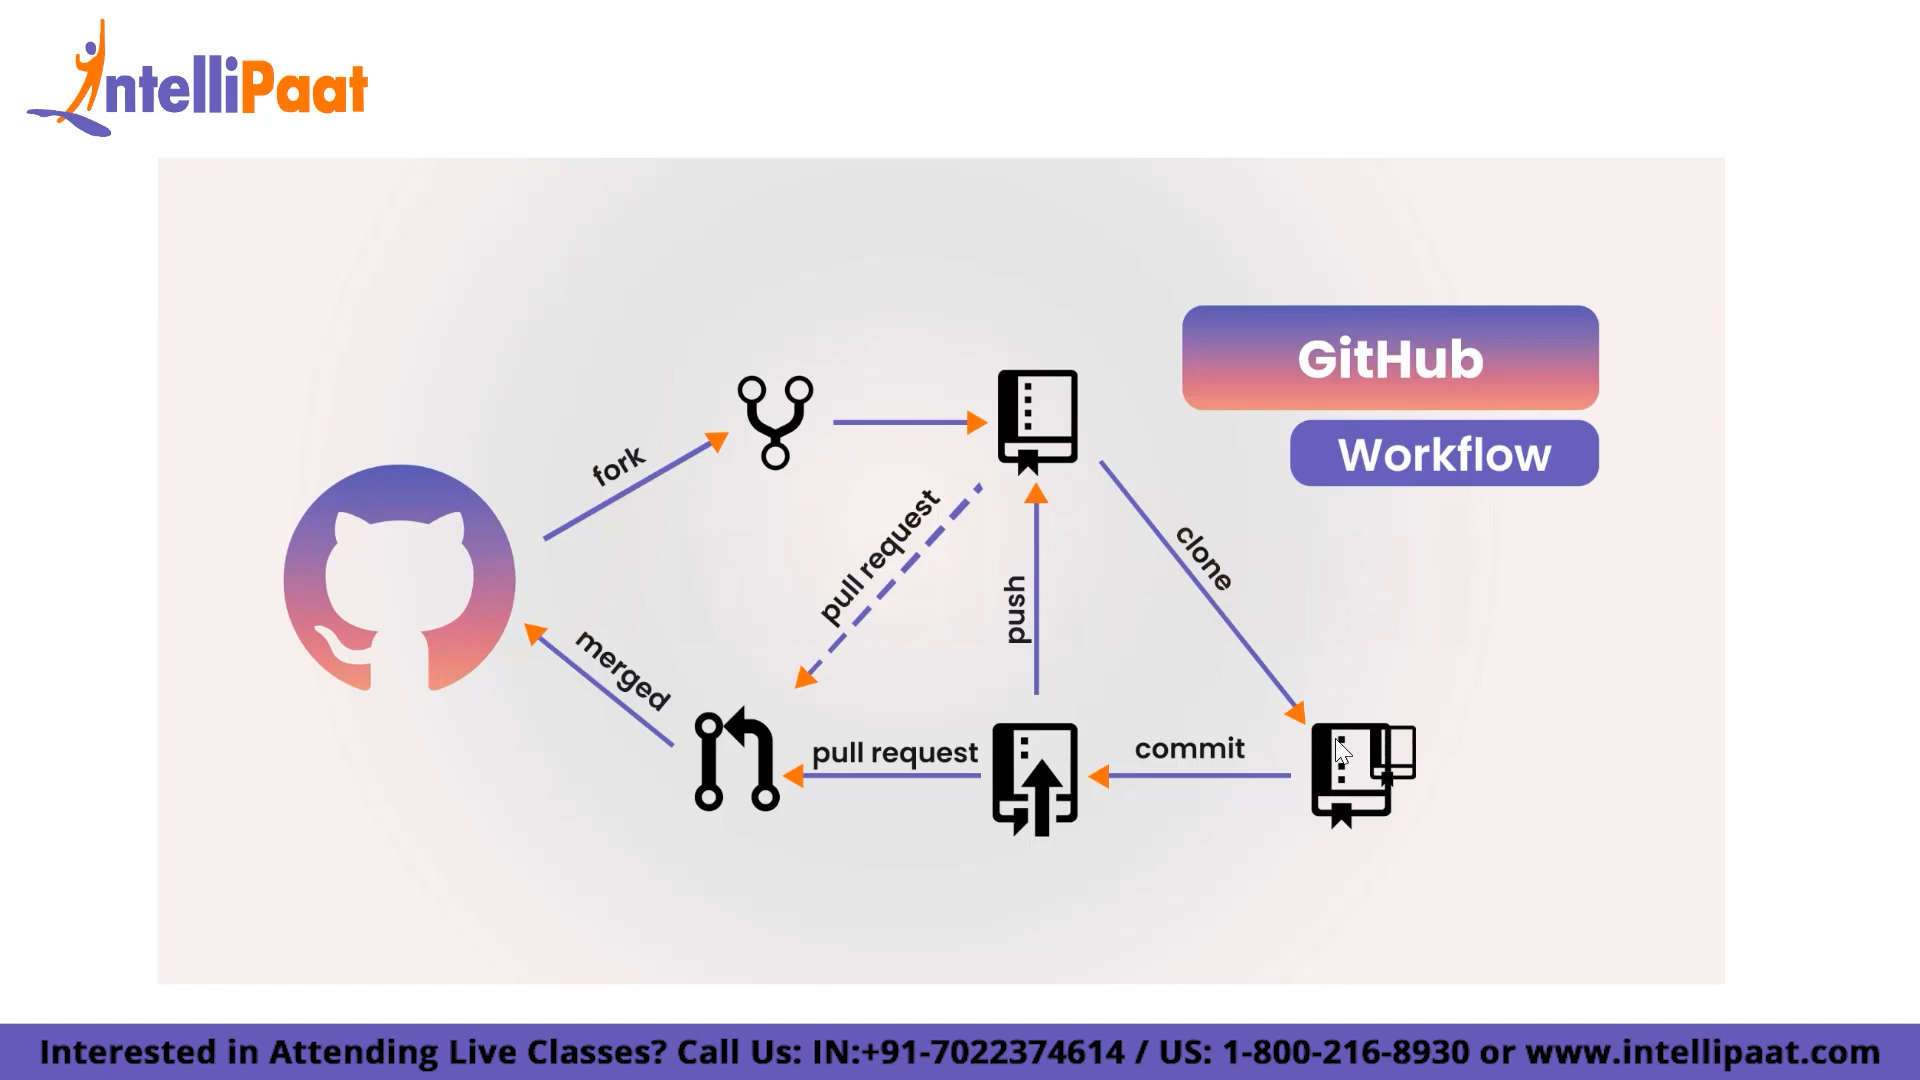 IntelliPaat
GitHub
Workflow
fork
pull request
push
clone
merged
pull request
commit
Interested in Attending Live Classes? Call Us: IN:+91-7022374614 / US: 1-800-216-8930 or www.intellipaat.com